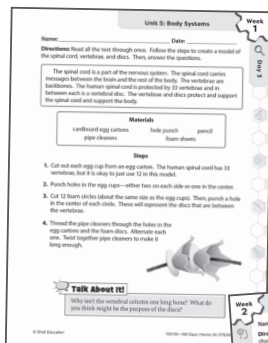 Unit 5: Body Systems
Week
1
Day 3
Name: Date:
Directions: Read all the text through once. Follow the steps to create a model of
the spinal cord, vertebrae, and discs. Then, answer the questions.
The spinal cord is a part of the nervous system. The spinal cord carries
messages between the brain and the rest of the body. The vertebrae are
backbones. The human spinal cord is protected by 33 vertebrae and in
between each is a vertebral disc. The vertebrae and discs protect and support
the spinal cord and support the body.
Materials
cardboard egg cartons hole punch pencil
pipe cleaners foam sheets
Steps
1. Cut out each egg cup from an egg carton. The human spinal cord has 33
vertebrae, but it is okay to just use 12 in this model.
2. Punch holes in the egg cups—either two on each side or one in the center.
3. Cut 12 foam circles (about the same size as the egg cups). Then, punch a hole
in the center of each circle. These will represent the discs that are between
the vertebrae.
4. Thread the pipe cleaners through the holes in the
egg cartons and the foam discs. Alternate each
one. Twist together pipe cleaners to make it
long enough.
Talk About It!
Why isn't the vertebral column one long bone? What do
you think might be the purpose of the discs?
© Shell Education
Week
2